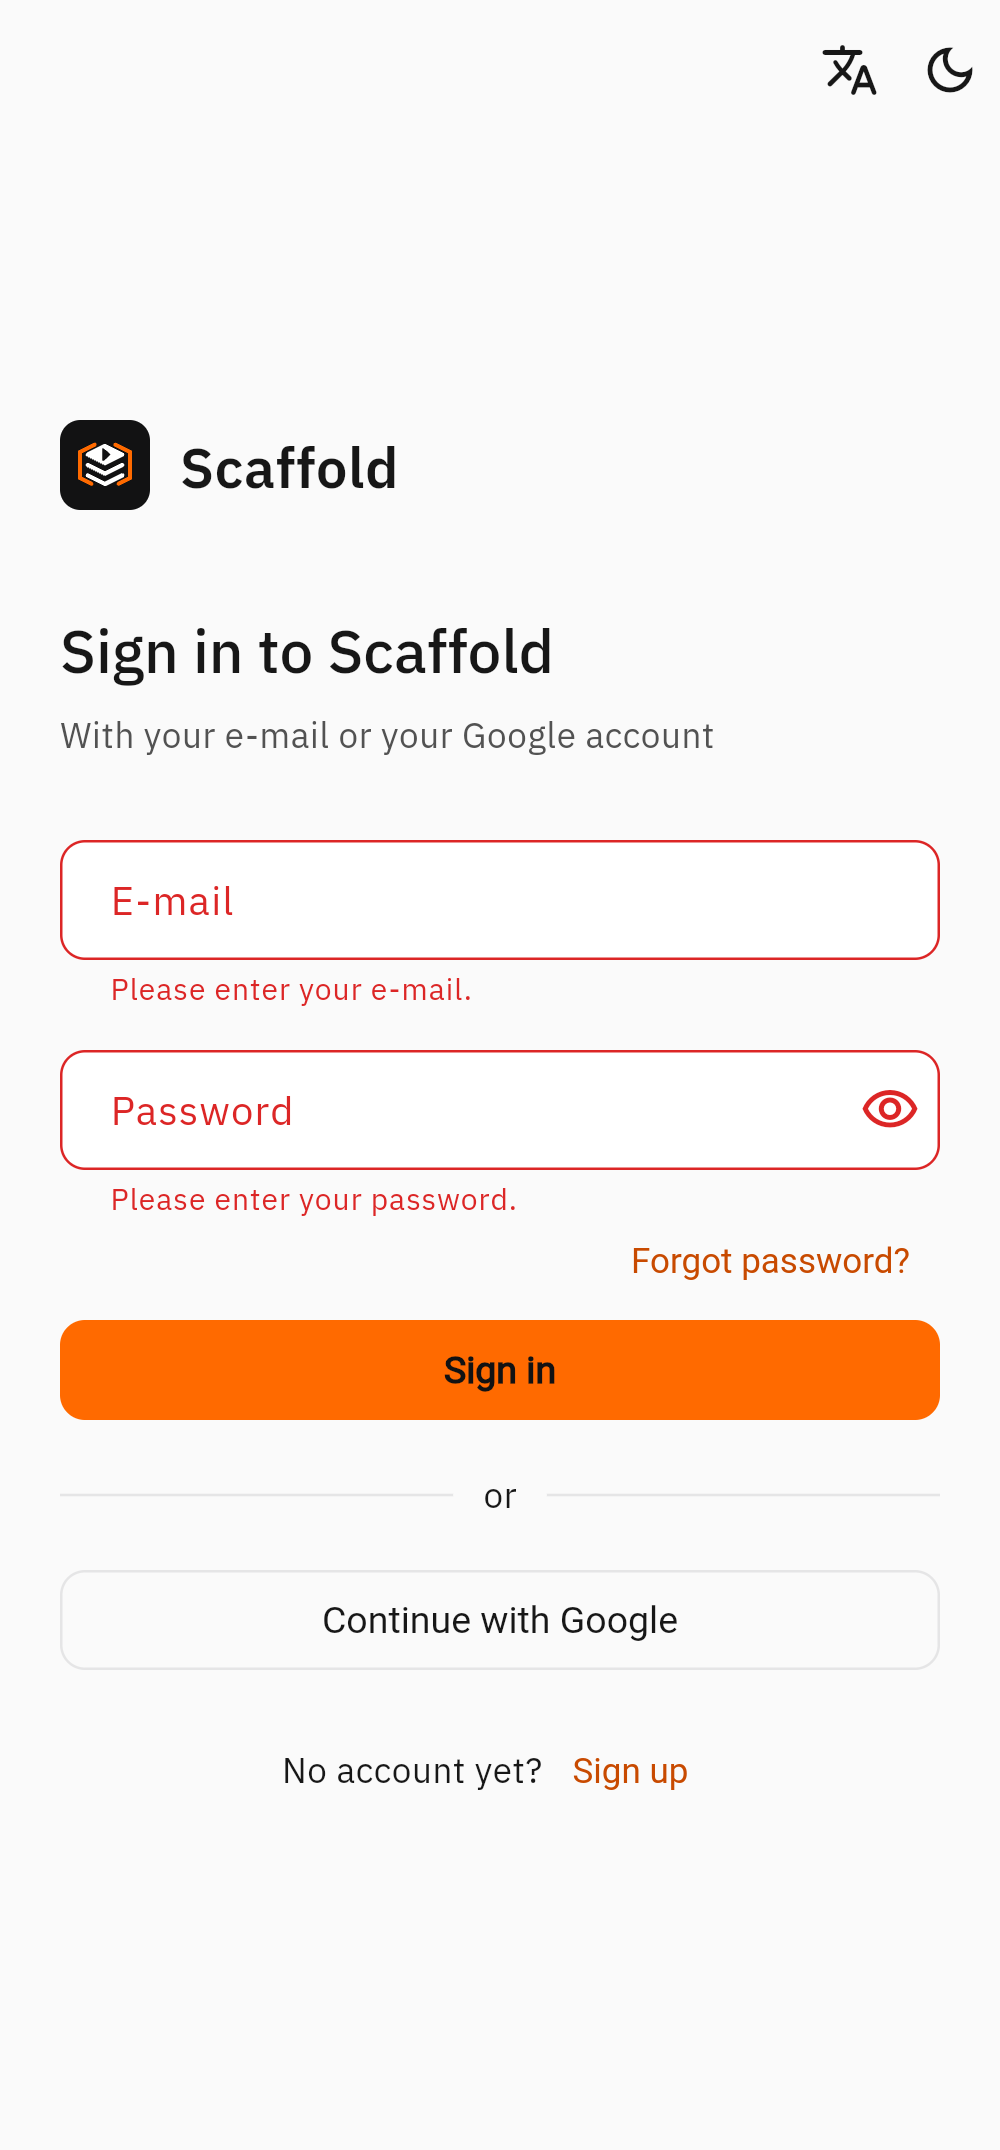 Scaffold
Sign in to Scaffold
With your e-mail or your Google account
E-mail
Please enter your e-mail.
Password
Please enter your password.
Forgot password?
Sign in
or
Continue with Google
No account yet? Sign up